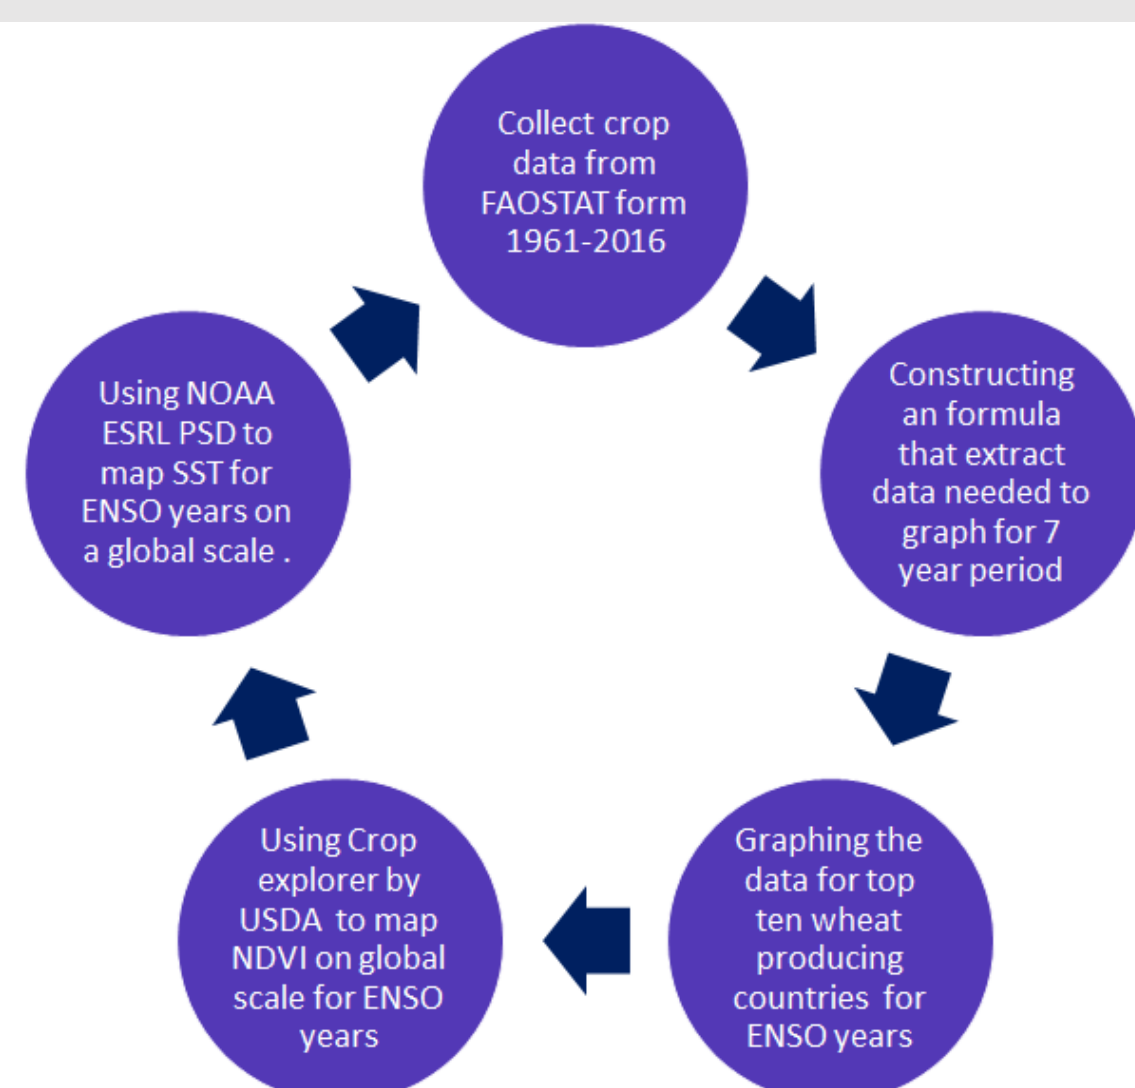 Collect crop
data from
FAOSTAT form
1961-2016
Constructing
an formula
that extract
data needed to
graph for 7
year period
Graphing the
data for top
ten wheat
producing
countries for
ENSO years
Using Crop
explorer by
USDA to map
NDVI on global
scale for ENSO
years
Using NOAA
ESRL PSD to
map SST for
ENSO years on
a global scale .